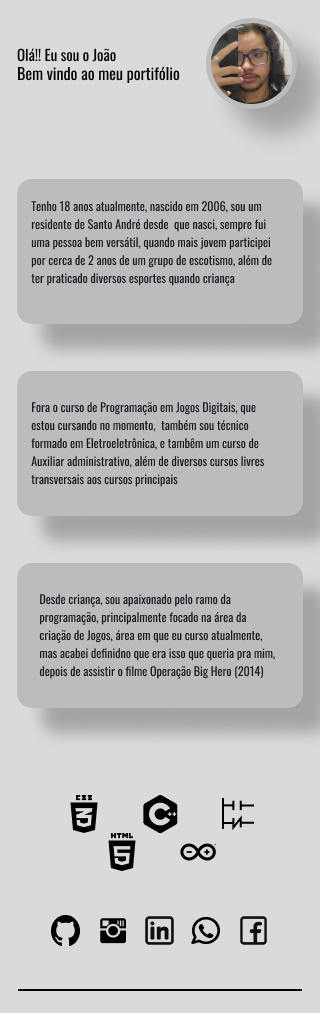 Olá!! Eu sou o João
Bem vindo ao meu portifólio
Tenho 18 anos atualmente, nascido em 2006, sou um
residente de Santo André desde que nasci, sempre fui
uma pessoa bem versátil, quando mais jovem participei
por cerca de 2 anos de um grupo de escotismo, além de
ter praticado diversos esportes quando criança
Fora o curso de Programação em Jogos Digitais, que
estou cursando no momento, também sou técnico
formado em Eletroeletrônica, e também um curso de
Auxiliar administrativo, além de diversos cursos livres
transversais aos cursos principais
Desde criança, sou apaixonado pelo ramo da
programação, principalmente focado na área da
criação de Jogos, área em que eu curso atualmente,
mas acabei definidno que era isso que queria pra mim,
depois de assistir o filme Operação Big Hero (2014)
CSS
3
C++
HTML
5
in